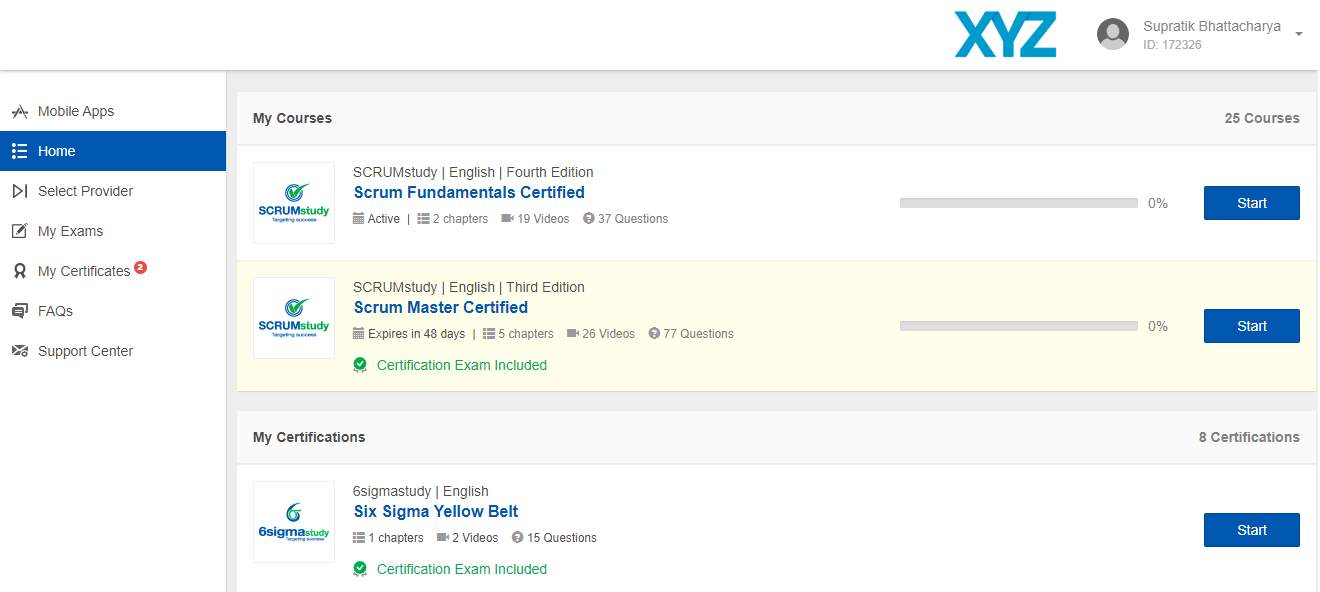 XYZ
Supratik Bhattacharya
ID: 172326
Mobile Apps
Home
Select Provider
My Exams
My Certificates 2
FAQs
Support Center
My Courses 25 Courses
SCRUMstudy
Targeting success
SCRUMstudy | English | Fourth Edition
Scrum Fundamentals Certified
Active | 2 chapters 19 Videos 37 Questions
0%
Start
SCRUMstudy
Targeting success
SCRUMstudy | English | Third Edition
Scrum Master Certified
Expires in 48 days | 5 chapters 26 Videos 77 Questions
Certification Exam Included
0%
Start
My Certifications 8 Certifications
6sigmastudy
Targeting success
6sigmastudy | English
Six Sigma Yellow Belt
1 chapters 2 Videos 15 Questions
Certification Exam Included
Start